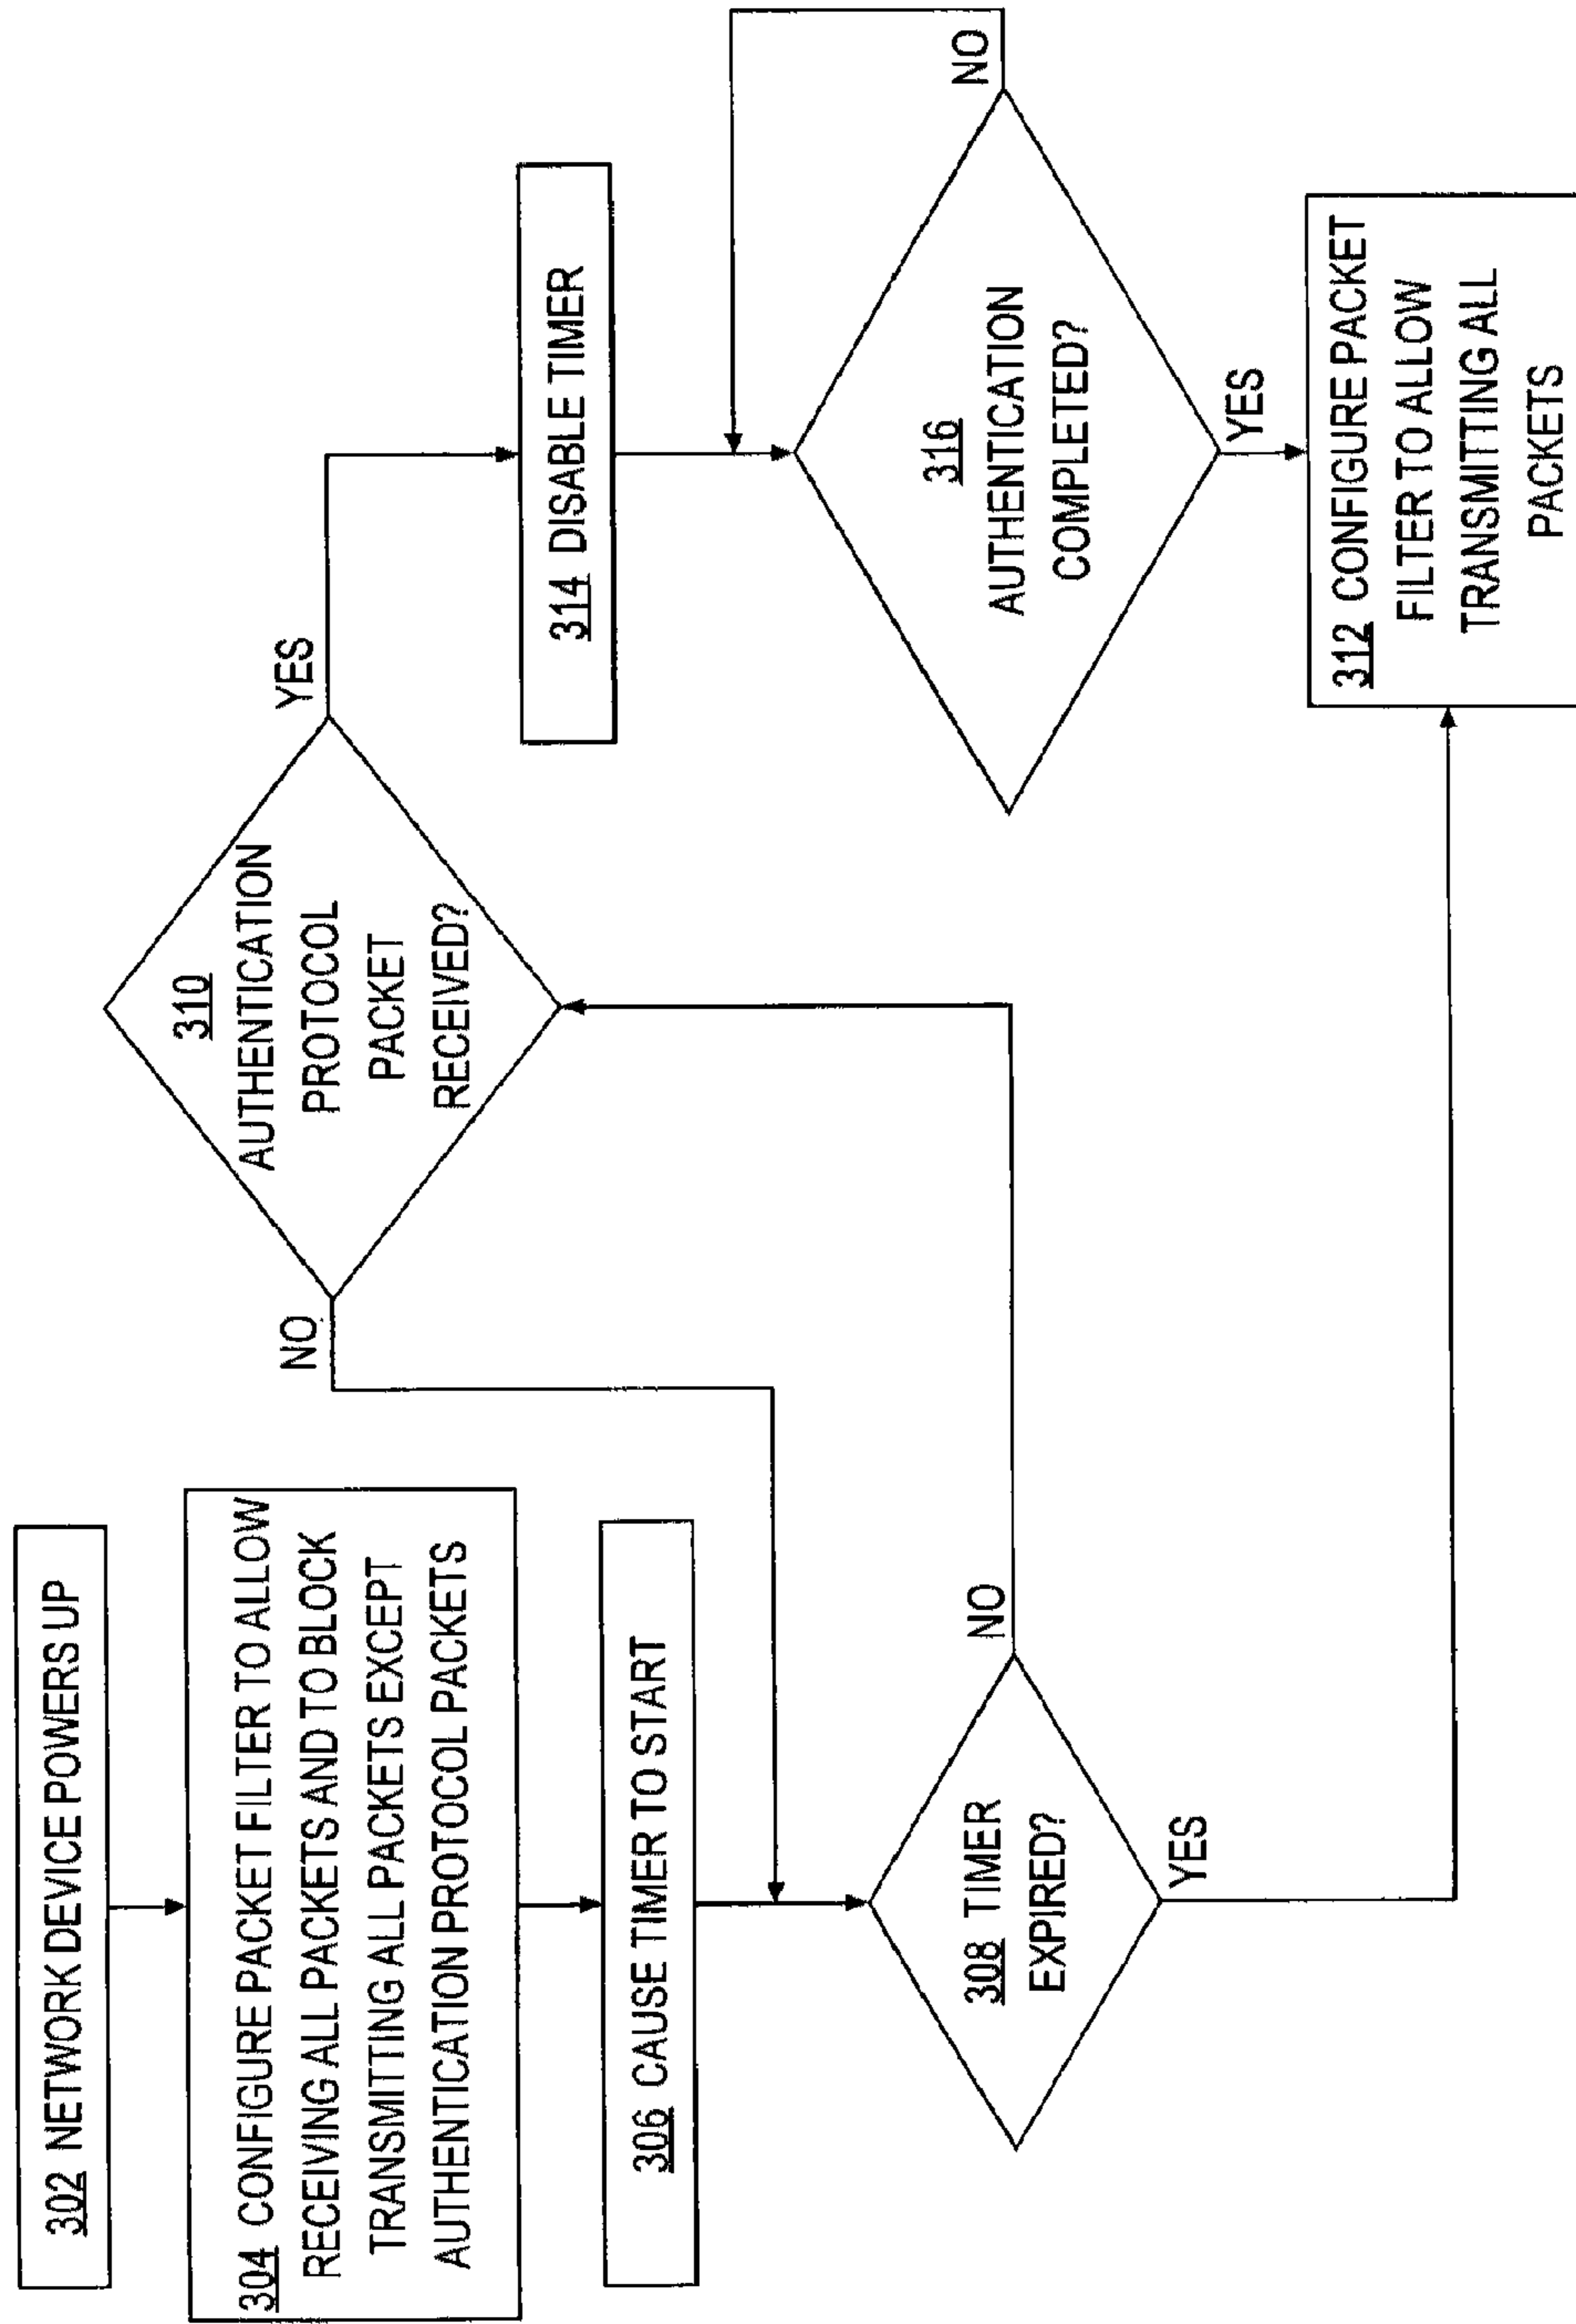 302 NETWORK DEVICE POWERS UP
304 CONFIGURE PACKET FILTER TO ALLOW
RECEIVING ALL PACKETS AND TO BLOCK
TRANSMITTING ALL PACKETS EXCEPT
AUTHENTICATION PROTOCOL PACKETS
306 CAUSE TIMER TO START
308 TIMER
EXPIRED?
NO
YES
310
AUTHENTICATION
PROTOCOL
PACKET
RECEIVED?
NO
YES
314 DISABLE TIMER
316
AUTHENTICATION
COMPLETED?
NO
YES
312 CONFIGURE PACKET
FILTER TO ALLOW
TRANSMITTING ALL
PACKETS